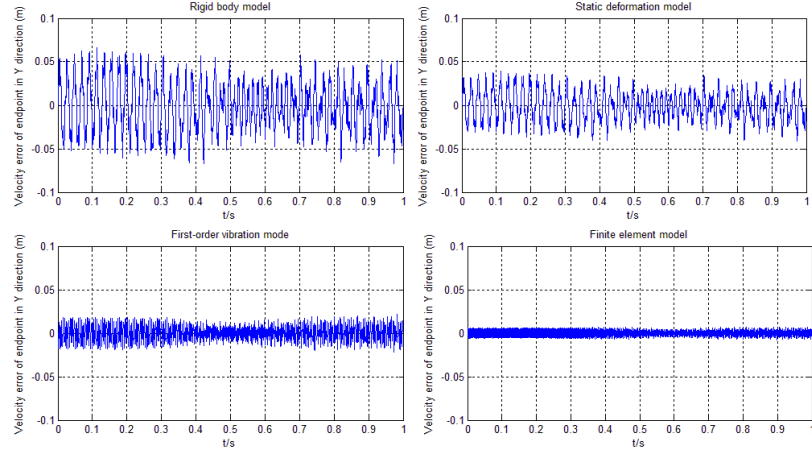 Rigid body model
Velocity error of endpoint in Y direction (m)
0.1
0.05
0
-0.05
-0.1
0 0.1 0.2 0.3 0.4 0.5 0.6 0.7 0.8 0.9 1
t/s
Static deformation model
Velocity error of endpoint in Y direction (m)
0.1
0.05
0
-0.05
-0.1
0 0.1 0.2 0.3 0.4 0.5 0.6 0.7 0.8 0.9 1
t/s
First-order vibration mode
Velocity error of endpoint in Y direction (m)
0.1
0.05
0
-0.05
-0.1
0 0.1 0.2 0.3 0.4 0.5 0.6 0.7 0.8 0.9 1
t/s
Finite element model
Velocity error of endpoint in Y direction (m)
0.1
0.05
0
-0.05
-0.1
0 0.1 0.2 0.3 0.4 0.5 0.6 0.7 0.8 0.9 1
t/s